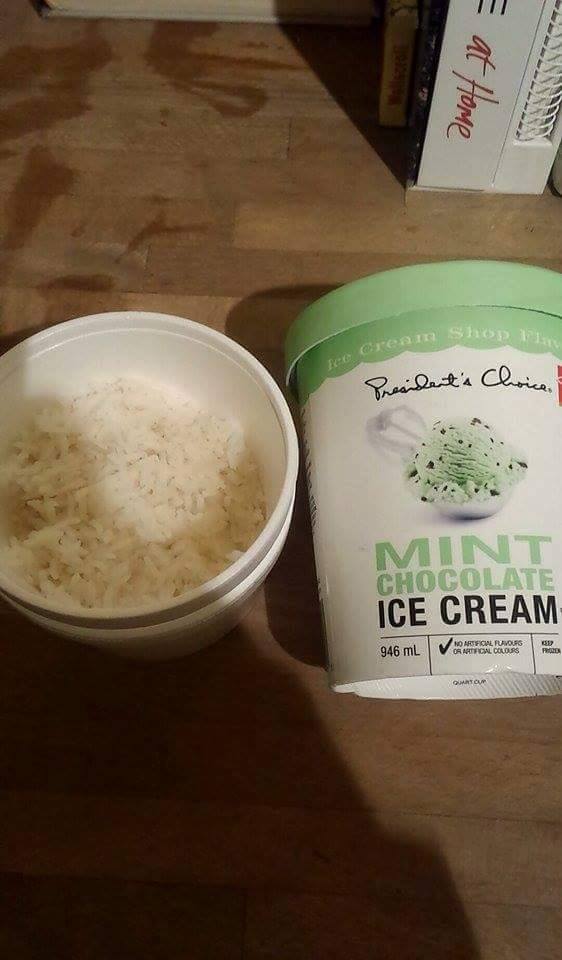 at Home
Ice Cream Shop Flav
President's Choice
MINT
CHOCOLATE
ICE CREAM
946 mL
NO ARTIFICIAL FLAVOURS
OR ARTIFICIAL COLOURS
KEEP
FROZEN
QUART CUP